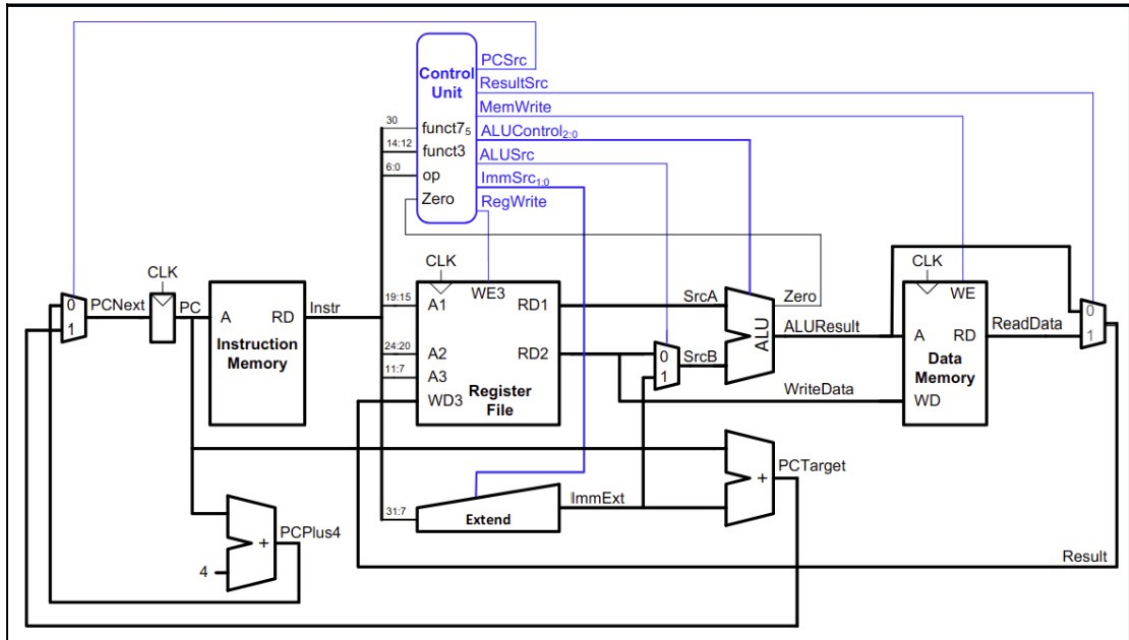 PCSrc
Control
Unit
ResultSrc
MemWrite
30
funct7₅
ALUControl₂:₀
14:12
funct3
ALUSrc
6:0
op
ImmSrc₁:₀
Zero
RegWrite
CLK
CLK
CLK
0
1
PCNext
PC
A
RD
Instruction
Memory
Instr
19:15
A1
WE3
RD1
24:20
A2
RD2
11:7
A3
WD3
Register
File
SrcA
0
1
SrcB
ALU
Zero
ALUResult
WE
A
RD
Data
Memory
WD
ReadData
0
1
WriteData
+
PCTarget
31:7
Extend
ImmExt
4
+
PCPlus4
Result